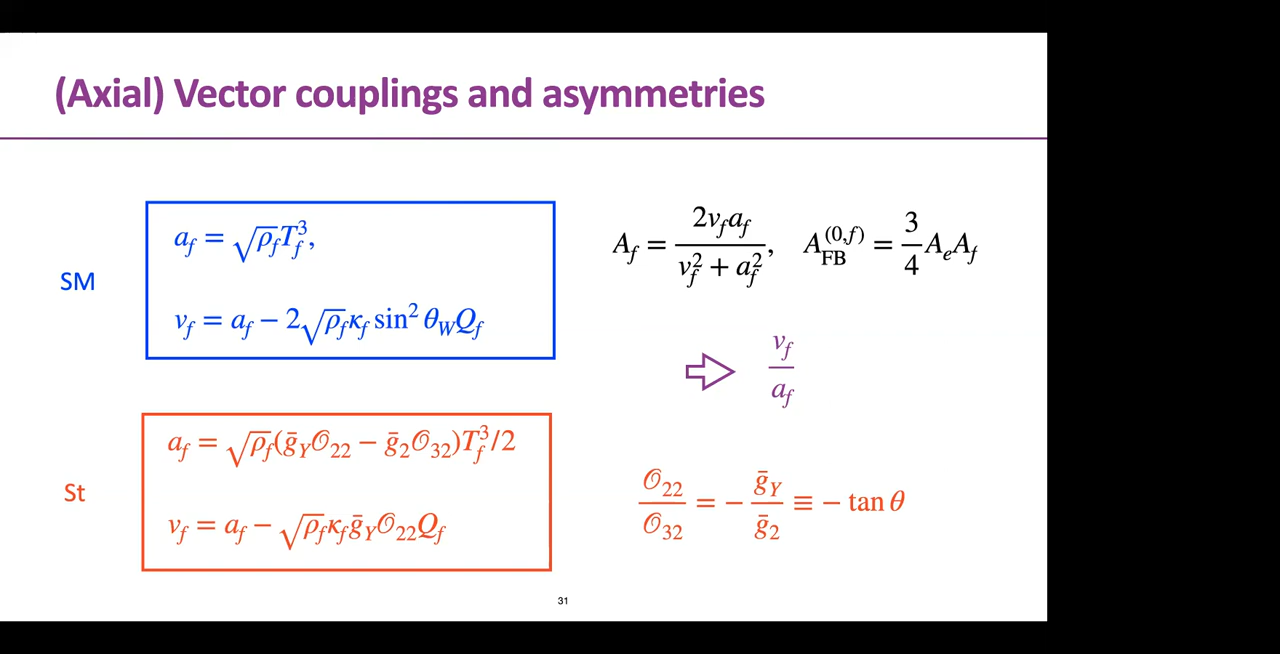 (Axial) Vector couplings and asymmetries
SM
a_f = √ρ_f T_f^3,
v_f = a_f − 2√ρ_f κ_f sin² θ_W Q_f
A_f = 2v_f a_f / (v_f² + a_f²), A_FB^(0,f) = 3/4 A_e A_f
⇨ v_f / a_f
St
a_f = √ρ_f (ḡ_Y 𝒪_22 − ḡ_2 𝒪_32) T_f^3/2
v_f = a_f − √ρ_f κ_f ḡ_Y 𝒪_22 Q_f
𝒪_22 / 𝒪_32 = − ḡ_Y / ḡ_2 ≡ − tan θ
31